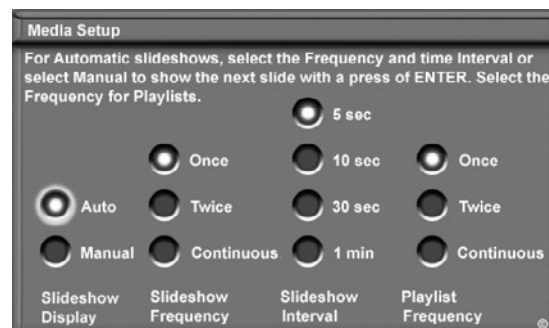 Media Setup
For Automatic slideshows, select the Frequency and time Interval or
select Manual to show the next slide with a press of ENTER. Select the
Frequency for Playlists.
5 sec
Once
10 sec
Once
Auto
Twice
30 sec
Twice
Manual
Continuous
1 min
Continuous
Slideshow
Display
Slideshow
Frequency
Slideshow
Interval
Playlist
Frequency